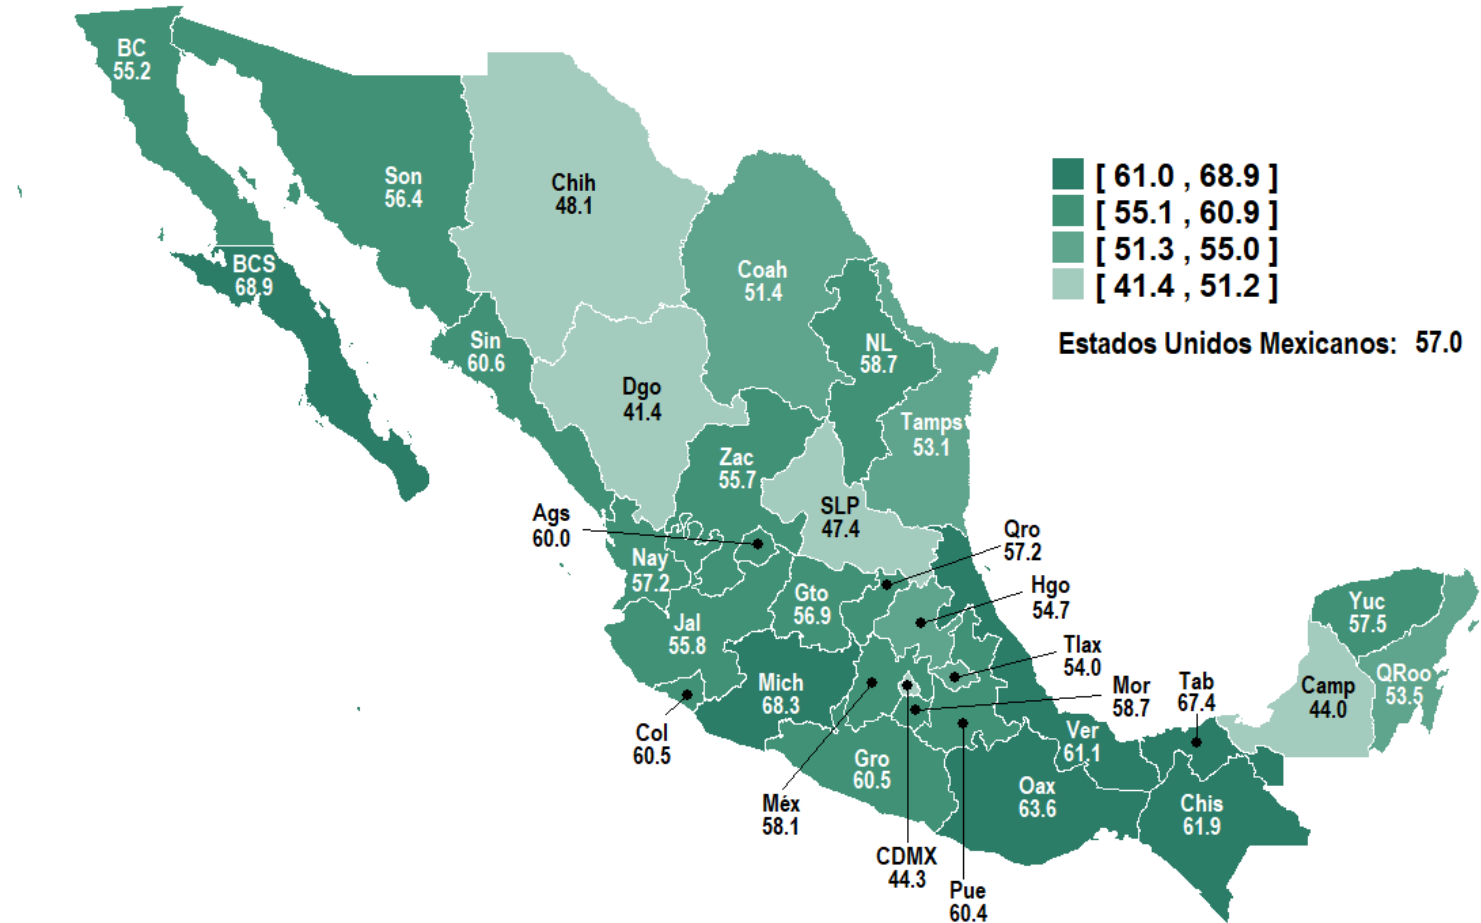 BC
55.2
Son
56.4
Chih
48.1
BCS
68.9
Coah
51.4
Sin
60.6
NL
58.7
Dgo
41.4
Tamps
53.1
Zac
55.7
SLP
47.4
Ags
60.0
Nay
57.2
Qro
57.2
Hgo
54.7
Gto
56.9
Jal
55.8
Tlax
54.0
Mich
68.3
Mor
58.7
Tab
67.4
Camp
44.0
Yuc
57.5
QRoo
53.5
Col
60.5
Ver
61.1
Gro
60.5
Oax
63.6
Chis
61.9
Méx
58.1
CDMX
44.3
Pue
60.4
[ 61.0 , 68.9 ]
[ 55.1 , 60.9 ]
[ 51.3 , 55.0 ]
[ 41.4 , 51.2 ]
Estados Unidos Mexicanos: 57.0